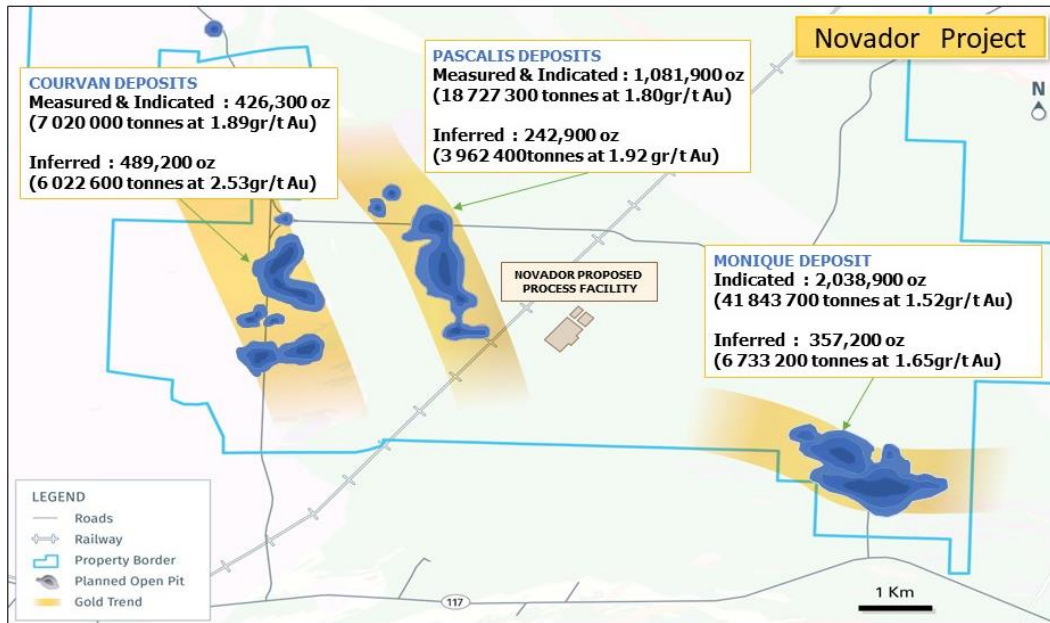 Novador Project
N
COURVAN DEPOSITS
Measured & Indicated : 426,300 oz
(7 020 000 tonnes at 1.89gr/t Au)
Inferred : 489,200 oz
(6 022 600 tonnes at 2.53gr/t Au)
PASCALIS DEPOSITS
Measured & Indicated : 1,081,900 oz
(18 727 300 tonnes at 1.80gr/t Au)
Inferred : 242,900 oz
(3 962 400tonnes at 1.92 gr/t Au)
NOVADOR PROPOSED
PROCESS FACILITY
MONIQUE DEPOSIT
Indicated : 2,038,900 oz
(41 843 700 tonnes at 1.52gr/t Au)
Inferred : 357,200 oz
(6 733 200 tonnes at 1.65gr/t Au)
LEGEND
Roads
Railway
Property Border
Planned Open Pit
Gold Trend
117
1 Km